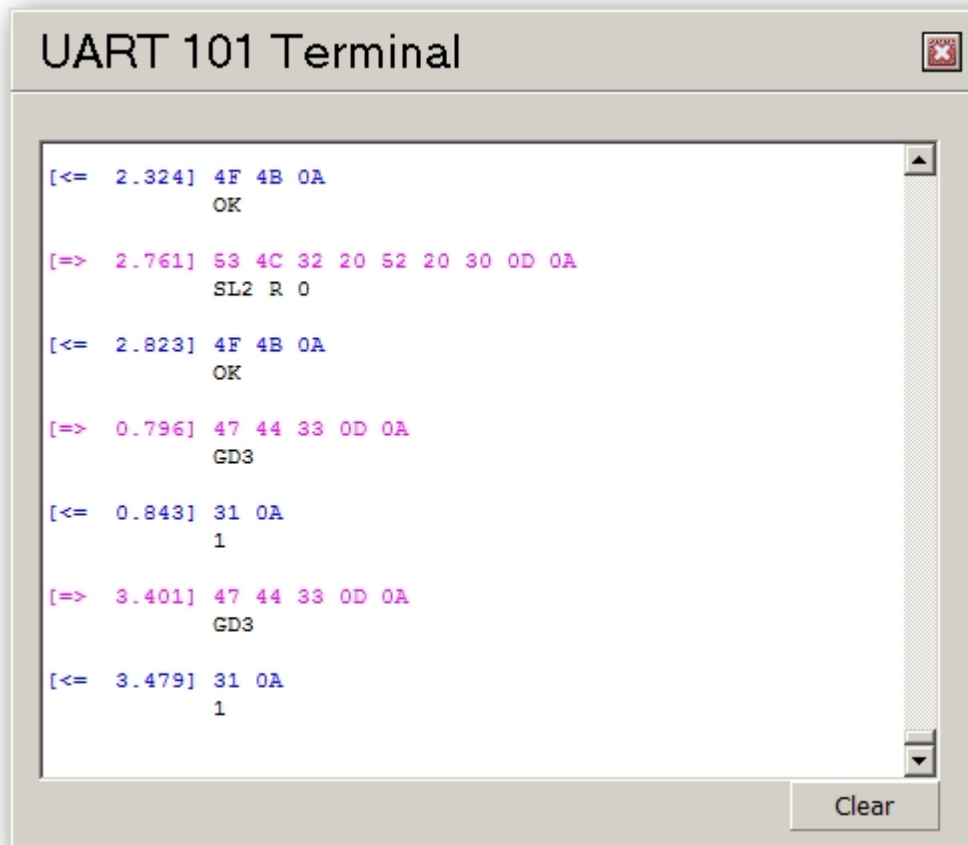 UART 101 Terminal
[<=  2.324] 4F 4B 0A
OK
[=>  2.761] 53 4C 32 20 52 20 30 0D 0A
SL2 R 0
[<=  2.823] 4F 4B 0A
OK
[=>  0.796] 47 44 33 0D 0A
GD3
[<=  0.843] 31 0A
1
[=>  3.401] 47 44 33 0D 0A
GD3
[<=  3.479] 31 0A
1
Clear